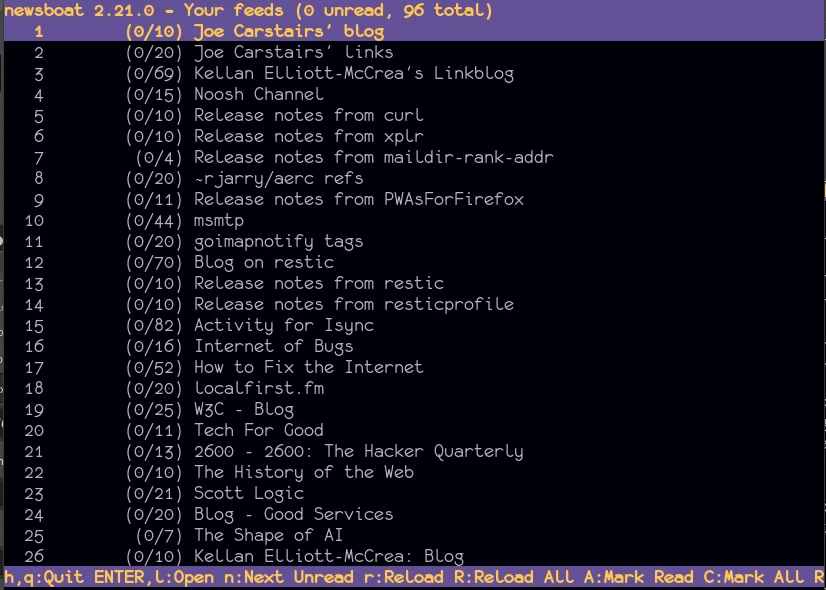 newsboat 2.21.0 - Your feeds (0 unread, 96 total)
1 (0/10) Joe Carstairs' blog
2 (0/20) Joe Carstairs' links
3 (0/69) Kellan Elliott-McCrea's Linkblog
4 (0/15) Noosh Channel
5 (0/10) Release notes from curl
6 (0/10) Release notes from xplr
7 (0/4) Release notes from maildir-rank-addr
8 (0/20) ~rjarry/aerc refs
9 (0/11) Release notes from PWAsForFirefox
10 (0/44) msmtp
11 (0/20) goimapnotify tags
12 (0/70) Blog on restic
13 (0/10) Release notes from restic
14 (0/10) Release notes from resticprofile
15 (0/82) Activity for Isync
16 (0/16) Internet of Bugs
17 (0/52) How to Fix the Internet
18 (0/20) localfirst.fm
19 (0/25) W3C - Blog
20 (0/11) Tech For Good
21 (0/13) 2600 - 2600: The Hacker Quarterly
22 (0/10) The History of the Web
23 (0/21) Scott Logic
24 (0/20) Blog - Good Services
25 (0/7) The Shape of AI
26 (0/10) Kellan Elliott-McCrea: Blog
h,q:Quit ENTER,l:Open n:Next Unread r:Reload R:Reload All A:Mark Read C:Mark All R